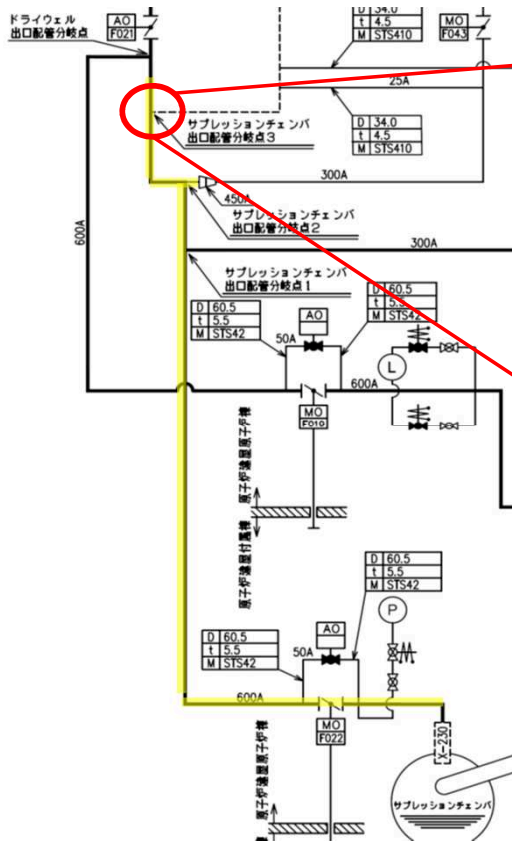 ドライウェル
出口配管分岐点
AO
F021
D 34.0
t 4.5
M STS410
MO
F043
25A
サプレッションチェンバ
出口配管分岐点3
D 34.0
t 4.5
M STS410
300A
450A
サプレッションチェンバ
出口配管分岐点2
600A
300A
サプレッションチェンバ
出口配管分岐点1
D 60.5
t 5.5
M STS42
50A
AO
D 60.5
t 5.5
M STS42
L
600A
MO
F010
原子炉建屋原子炉棟
原子炉建屋付属棟
D 60.5
t 5.5
M STS42
P
D 60.5
t 5.5
M STS42
50A
AO
600A
MO
F022
X-230
原子炉建屋原子炉棟
サプレッションチェンバ